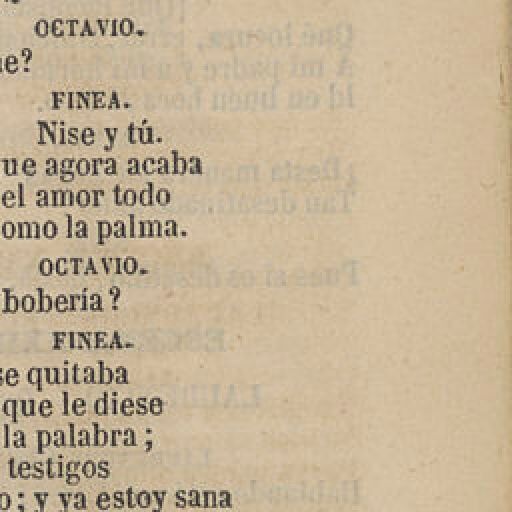 OCTAVIO.
ue?
FINEA.
Nise y tú.
ue agora acaba
el amor todo
omo la palma.
OCTAVIO.
bobería?
FINEA.
se quitaba
que le diese
la palabra;
testigos
o; y ya estoy sana